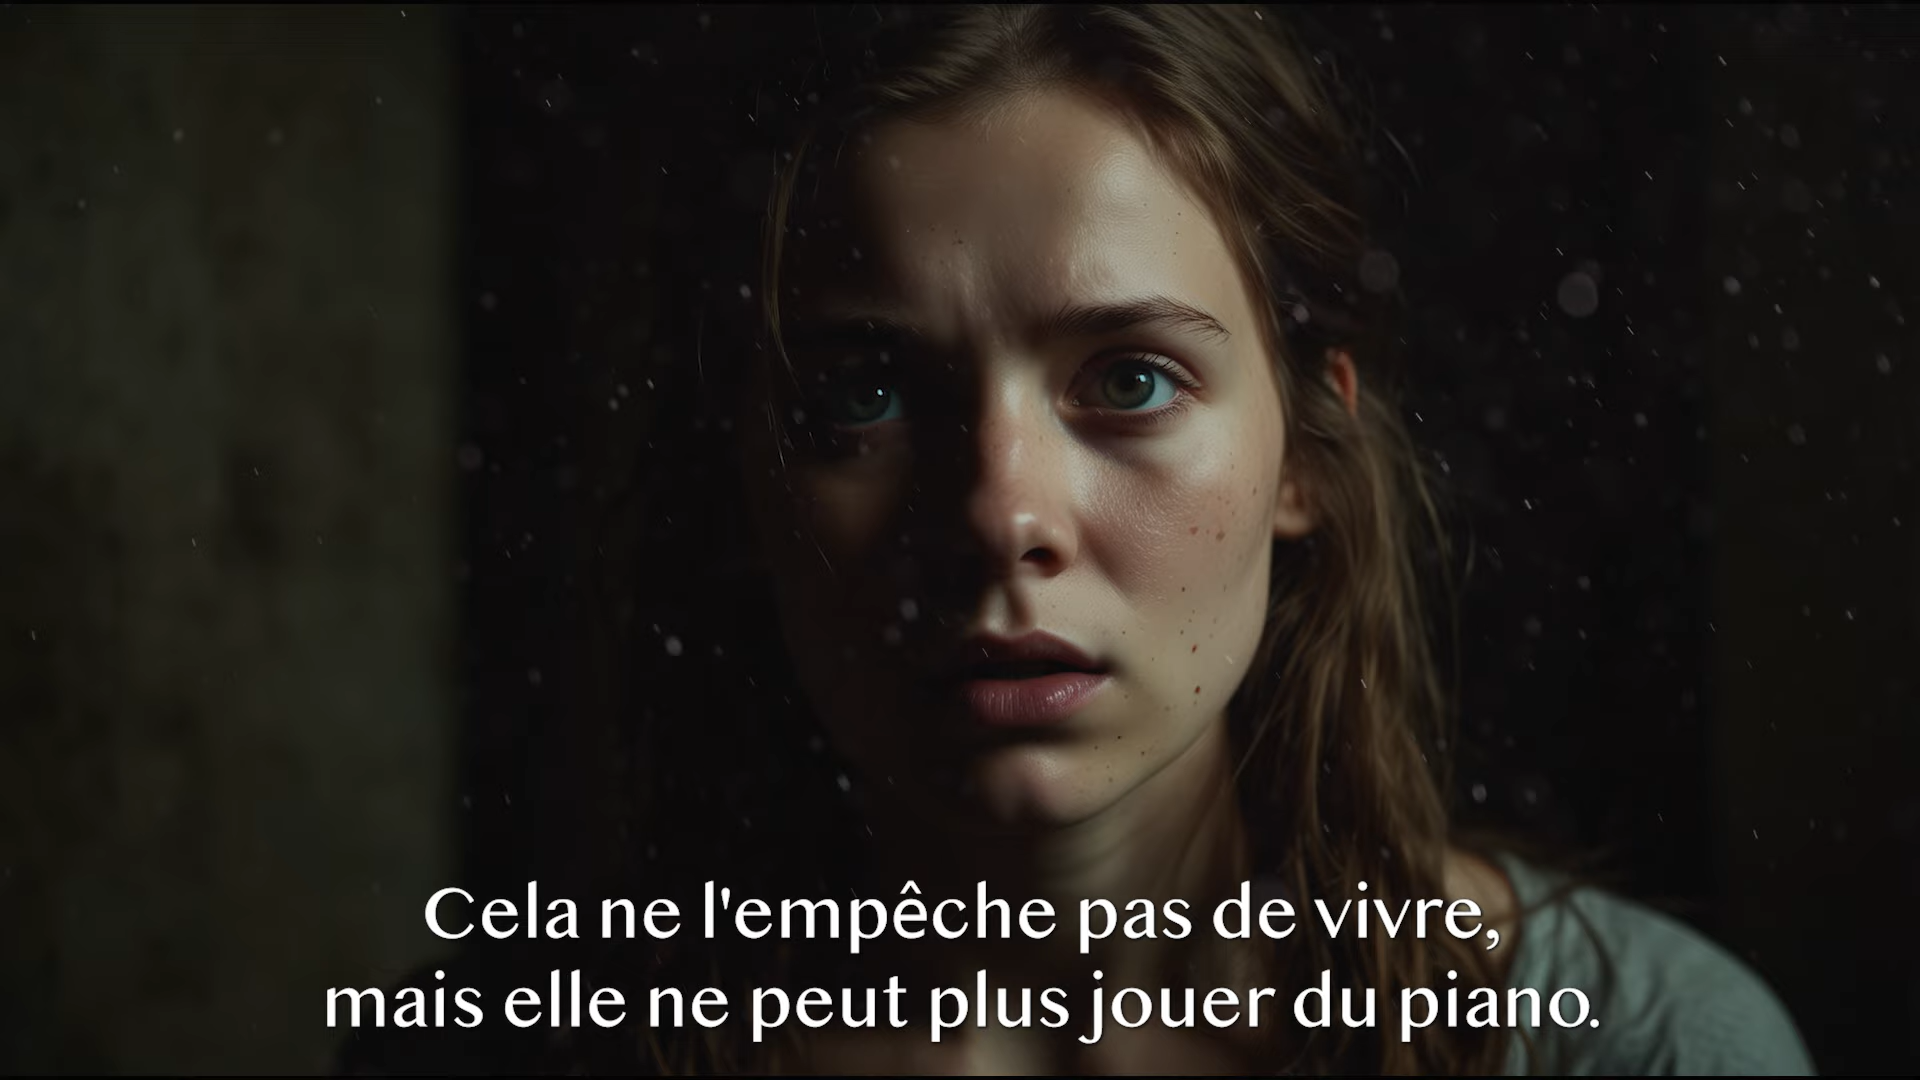 Cela ne l'empêche pas de vivre,
mais elle ne peut plus jouer du piano.